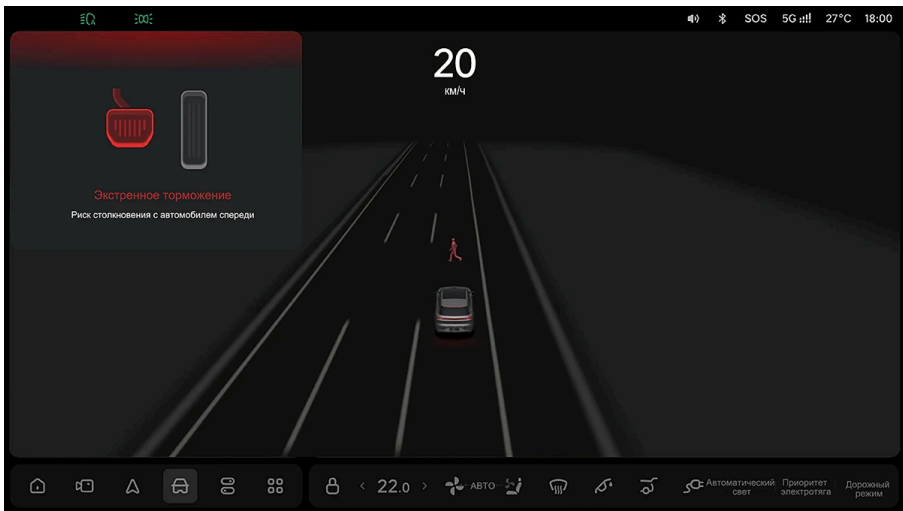 SOS 5G 27°C 18:00
20
км/ч
Экстренное торможение
Риск столкновения с автомобилем спереди
22.0
АВТО
Автоматический
свет
Приоритет
электротяга
Дорожный
режим